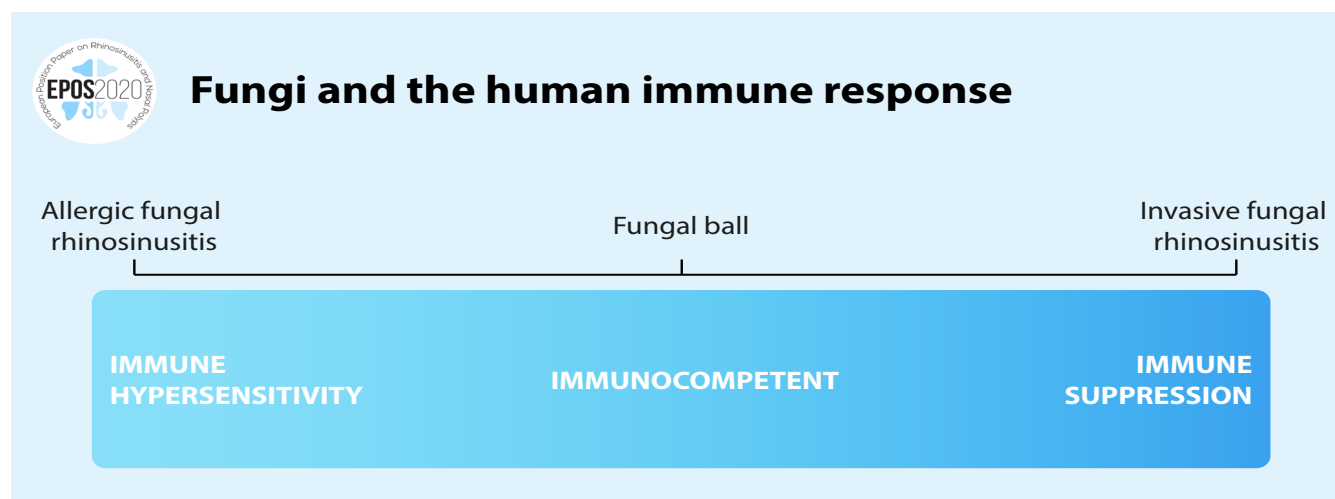 European Position Paper on Rhinosinusitis and Nasal Polyps
EPOS2020
Fungi and the human immune response
Allergic fungal
rhinosinusitis
Fungal ball
Invasive fungal
rhinosinusitis
IMMUNE
HYPERSENSITIVITY
IMMUNOCOMPETENT
IMMUNE
SUPPRESSION